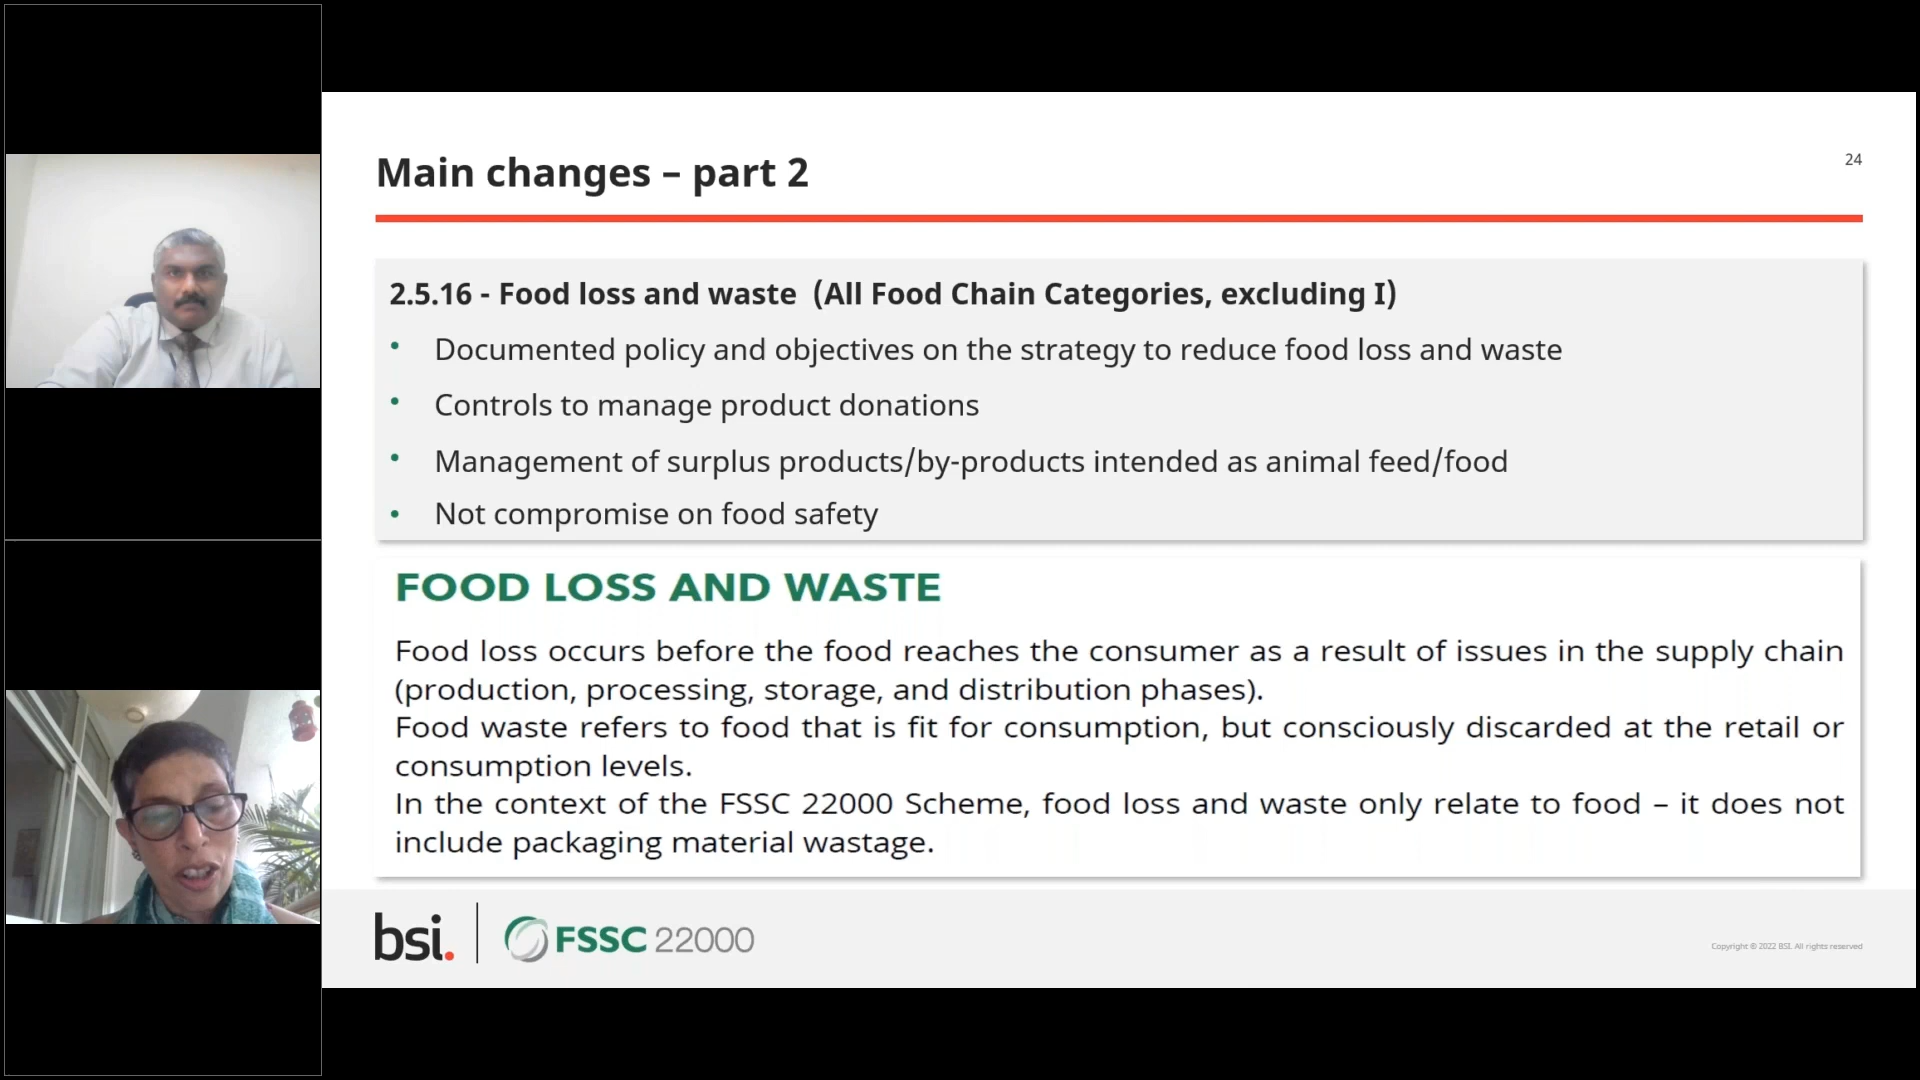 Main changes – part 2
24
2.5.16 - Food loss and waste  (All Food Chain Categories, excluding I)
• Documented policy and objectives on the strategy to reduce food loss and waste
• Controls to manage product donations
• Management of surplus products/by-products intended as animal feed/food
• Not compromise on food safety
FOOD LOSS AND WASTE
Food loss occurs before the food reaches the consumer as a result of issues in the supply chain
(production, processing, storage, and distribution phases).
Food waste refers to food that is fit for consumption, but consciously discarded at the retail or
consumption levels.
In the context of the FSSC 22000 Scheme, food loss and waste only relate to food – it does not
include packaging material wastage.
bsi.
FSSC 22000
Copyright © 2022 BSI. All rights reserved